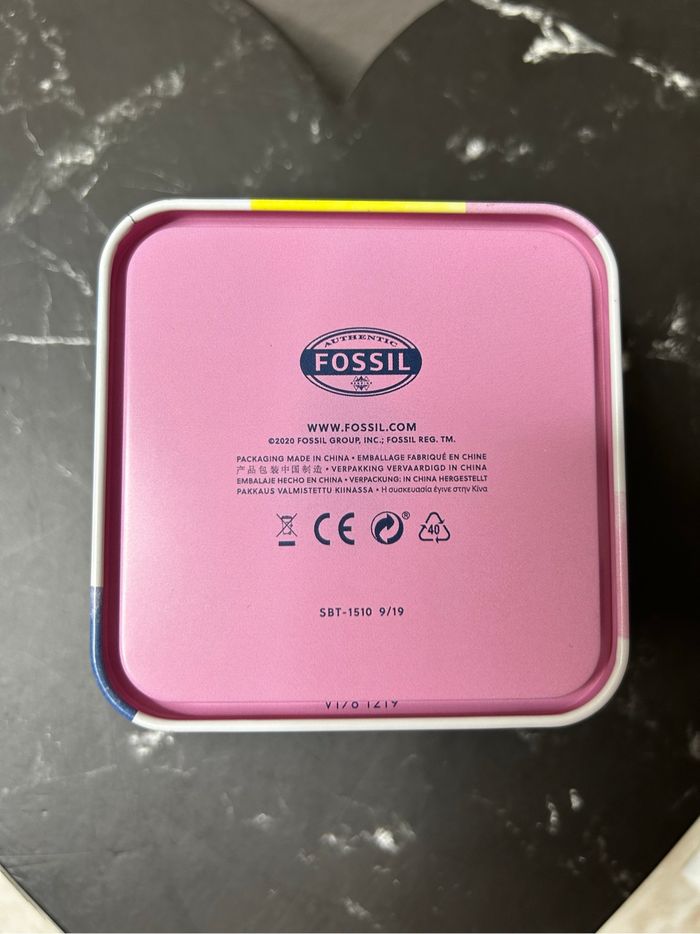 AUTHENTIC
FOSSIL
WWW.FOSSIL.COM
©2020 FOSSIL GROUP, INC.; FOSSIL REG. TM.
PACKAGING MADE IN CHINA • EMBALLAGE FABRIQUÉ EN CHINE
产品包装中国制造 • VERPAKKING VERVAARDIGD IN CHINA
EMBALAJE HECHO EN CHINA • VERPACKUNG: IN CHINA HERGESTELLT
PAKKAUS VALMISTETTU KIINASSA • Η συσκευασία έγινε στην Κίνα
CE ® 40
SBT-1510 9/19